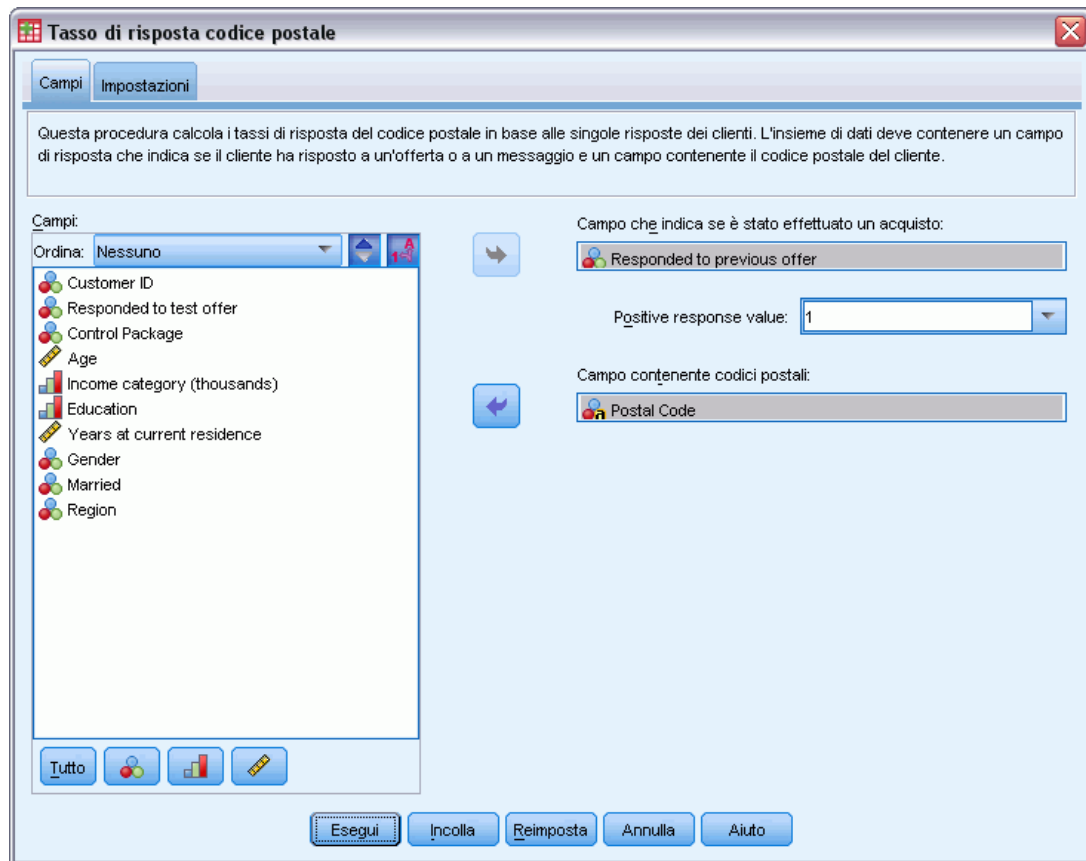 Tasso di risposta codice postale
Campi
Impostazioni
Questa procedura calcola i tassi di risposta del codice postale in base alle singole risposte dei clienti. L'insieme di dati deve contenere un campo
di risposta che indica se il cliente ha risposto a un'offerta o a un messaggio e un campo contenente il codice postale del cliente.
Campi:
Ordina: Nessuno
Customer ID
Responded to test offer
Control Package
Age
Income category (thousands)
Education
Years at current residence
Gender
Married
Region
Tutto
Campo che indica se è stato effettuato un acquisto:
Responded to previous offer
Positive response value: 1
Campo contenente codici postali:
Postal Code
Esegui
Incolla
Reimposta
Annulla
Aiuto